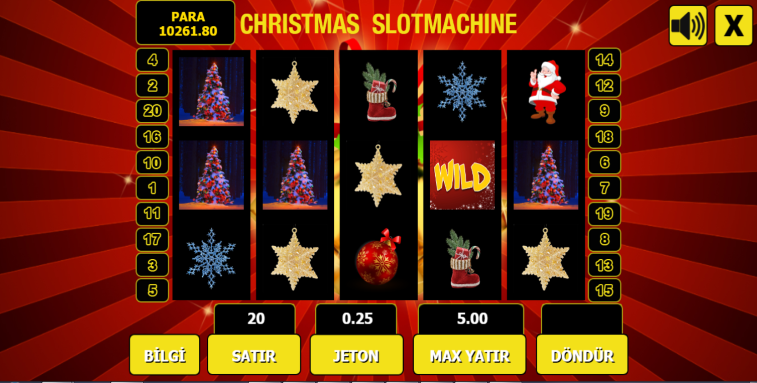 PARA
10261.80
CHRISTMAS SLOTMACHINE
X
4
14
2
12
20
9
16
18
10
WILD
6
1
7
11
19
17
8
3
13
5
15
20
0.25
5.00
BİLGİ
SATIR
JETON
MAX YATIR
DÖNDÜR